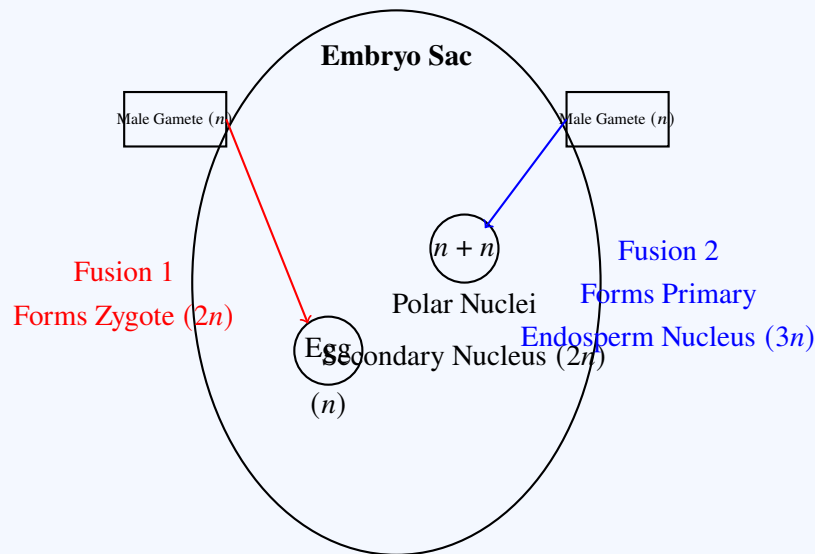 Embryo Sac
Male Gamete (n)
Male Gamete (n)
n + n
Polar Nuclei
Secondary Nucleus (2n)
Egg
(n)
Fusion 1
Forms Zygote (2n)
Fusion 2
Forms Primary
Endosperm Nucleus (3n)